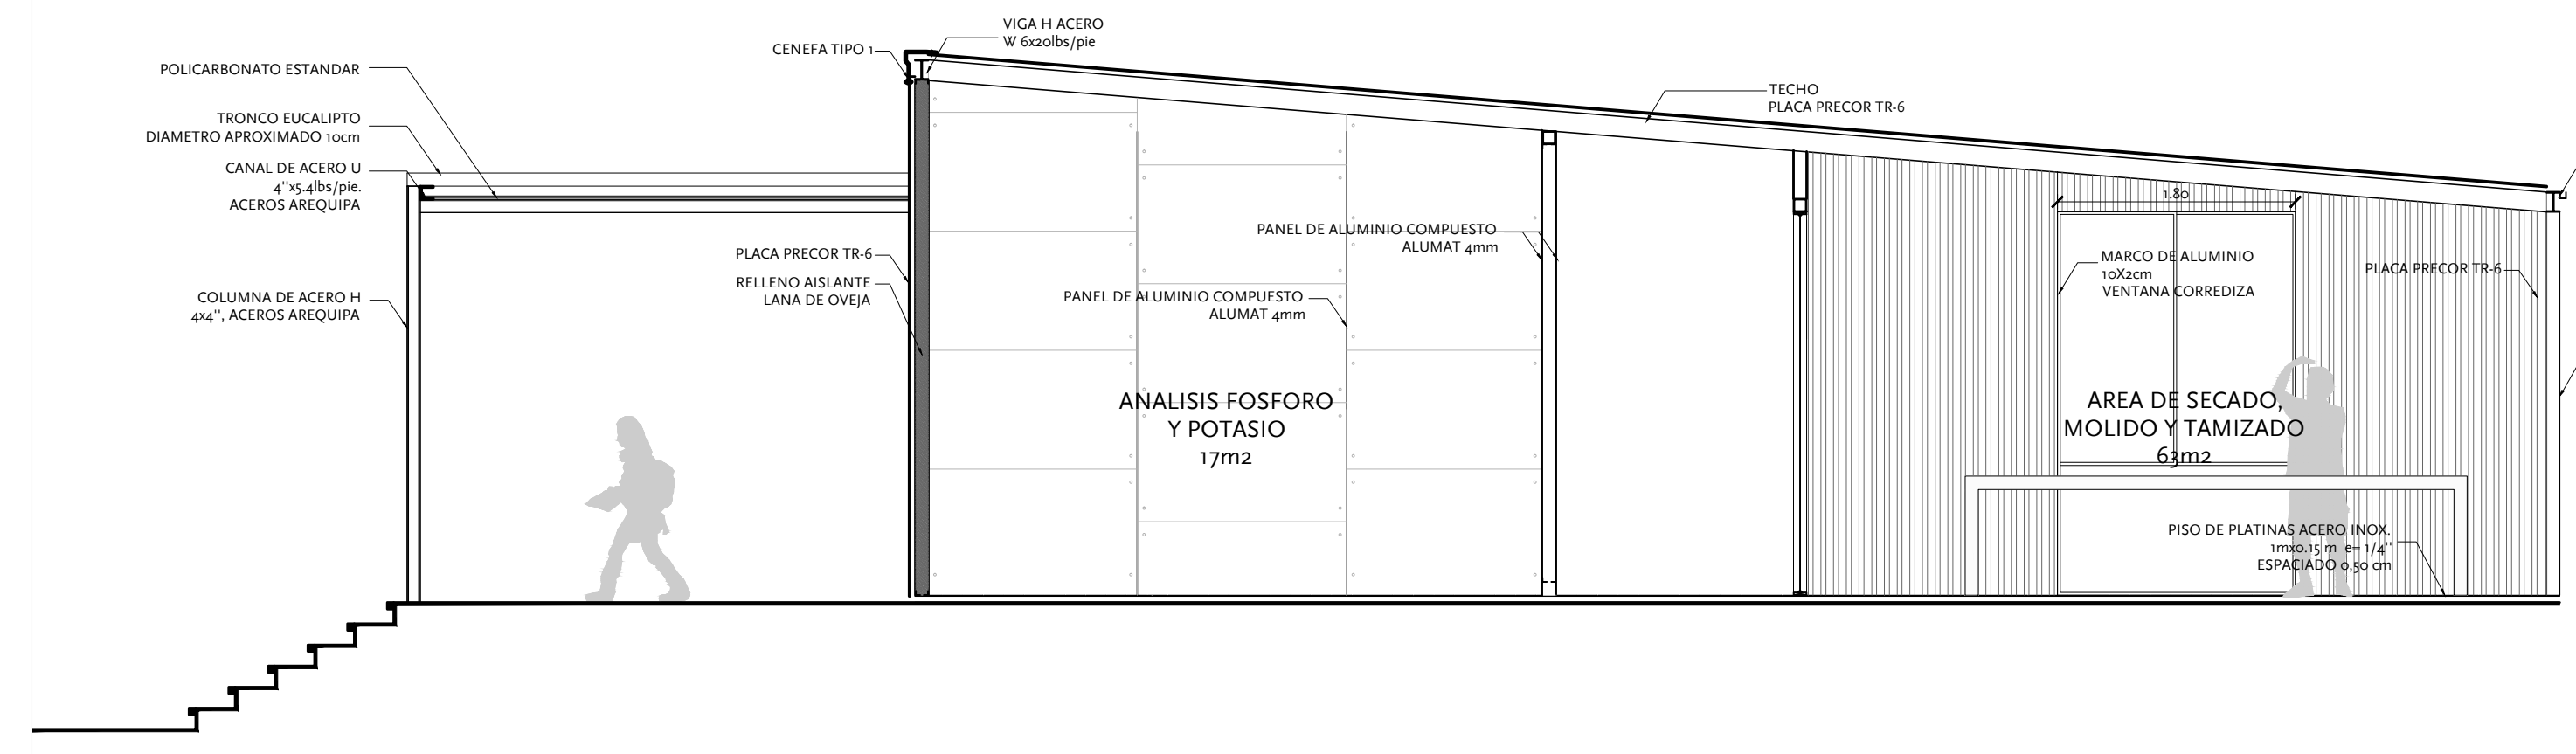 VIGA H ACERO
W 6x20lbs/pie
CENEFA TIPO 1
POLICARBONATO ESTANDAR
TECHO
PLACA PRECOR TR-6
TRONCO EUCALIPTO
DIAMETRO APROXIMADO 10cm
CANAL DE ACERO U
4''x5.4lbs/pie.
ACEROS AREQUIPA
1.80
PANEL DE ALUMINIO COMPUESTO
ALUMAT 4mm
PLACA PRECOR TR-6
RELLENO AISLANTE
LANA DE OVEJA
MARCO DE ALUMINIO
10X2cm
VENTANA CORREDIZA
PLACA PRECOR TR-6
COLUMNA DE ACERO H
4x4'', ACEROS AREQUIPA
PANEL DE ALUMINIO COMPUESTO
ALUMAT 4mm
ANALISIS FOSFORO
Y POTASIO
17m2
AREA DE SECADO,
MOLIDO Y TAMIZADO
63m2
PISO DE PLATINAS ACERO INOX.
1mx0.15 m e= 1/4''
ESPACIADO 0,50 cm